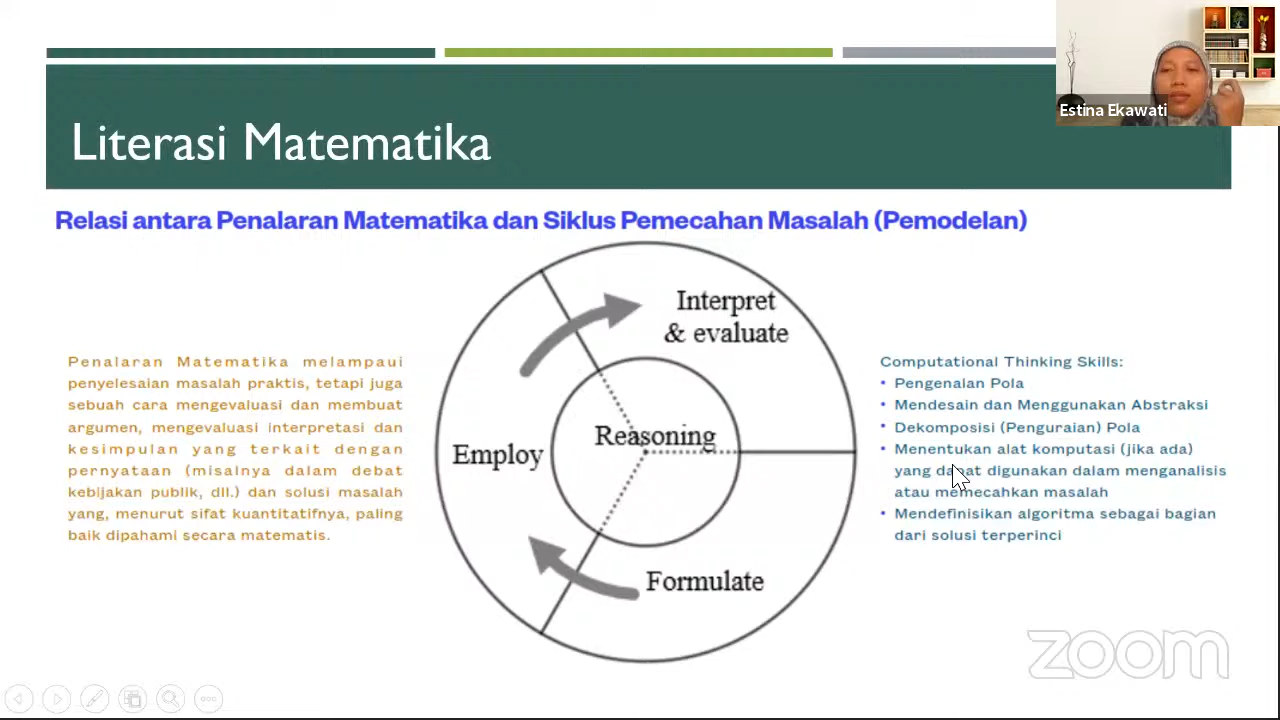 Estina Ekawati
Literasi Matematika
Relasi antara Penalaran Matematika dan Siklus Pemecahan Masalah (Pemodelan)
Penalaran Matematika melampaui
penyelesaian masalah praktis, tetapi juga
sebuah cara mengevaluasi dan membuat
argumen, mengevaluasi interpretasi dan
kesimpulan yang terkait dengan
pernyataan (misalnya dalam debat
kebijakan publik, dll.) dan solusi masalah
yang, menurut sifat kuantitatifnya, paling
baik dipahami secara matematis.
Interpret
& evaluate
Reasoning
Employ
Formulate
Computational Thinking Skills:
• Pengenalan Pola
• Mendesain dan Menggunakan Abstraksi
• Dekomposisi (Penguraian) Pola
• Menentukan alat komputasi (jika ada)
yang dapat digunakan dalam menganalisis
atau memecahkan masalah
• Mendefinisikan algoritma sebagai bagian
dari solusi terperinci
zoom